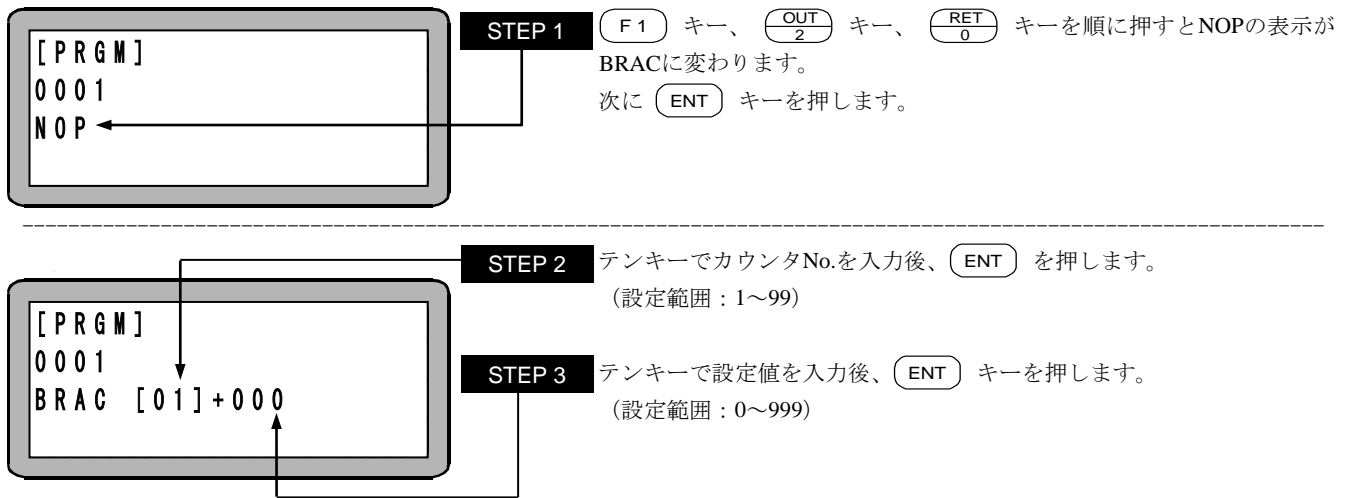 [PRGM]
0001
NOP
STEP 1
F 1 キー、 OUT 2 キー、 RET 0 キーを順に押すとNOPの表示が
BRACに変わります。
次に ENT キーを押します。
STEP 2
テンキーでカウンタNo.を入力後、 ENT を押します。
（設定範囲：1～99）
[PRGM]
0001
BRAC [01]+000
STEP 3
テンキーで設定値を入力後、 ENT キーを押します。
（設定範囲：0～999）